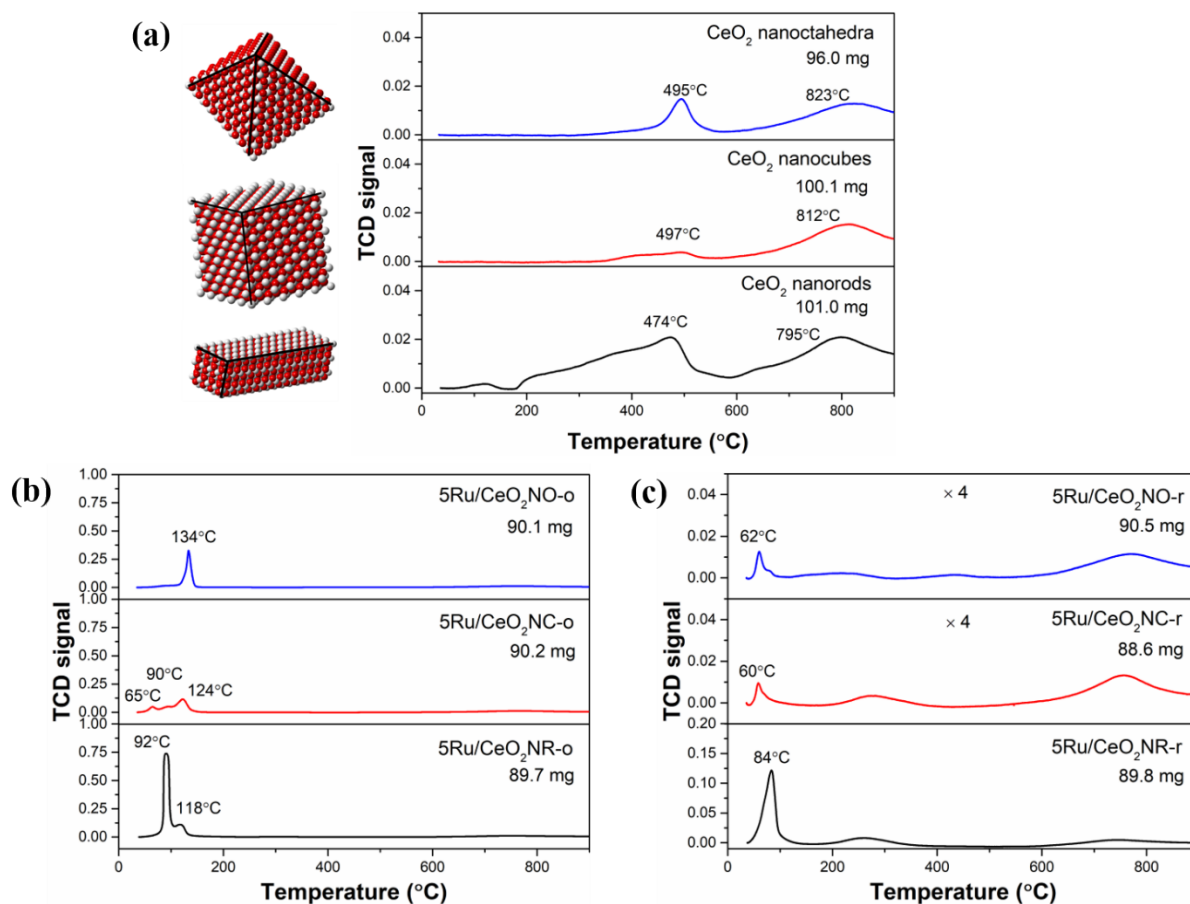 (a)
CeO2 nanoctahedra
96.0 mg
0.04
0.02
0.00
495°C
823°C
CeO2 nanocubes
100.1 mg
0.04
0.02
0.00
497°C
812°C
CeO2 nanorods
101.0 mg
0.04
0.02
0.00
474°C
795°C
TCD signal
0 200 400 600 800
Temperature (°C)
(b)
5Ru/CeO2NO-o
90.1 mg
1.00
0.75
0.50
0.25
0.00
134°C
5Ru/CeO2NC-o
90.2 mg
1.00
0.75
0.50
0.25
0.00
65°C
90°C
124°C
5Ru/CeO2NR-o
89.7 mg
1.00
0.75
0.50
0.25
0.00
92°C
118°C
TCD signal
0 200 400 600 800
Temperature (°C)
(c)
× 4
5Ru/CeO2NO-r
90.5 mg
0.04
0.02
0.00
62°C
× 4
5Ru/CeO2NC-r
88.6 mg
0.04
0.02
0.00
60°C
5Ru/CeO2NR-r
89.8 mg
0.20
0.15
0.10
0.05
0.00
84°C
TCD signal
0 200 400 600 800
Temperature (°C)